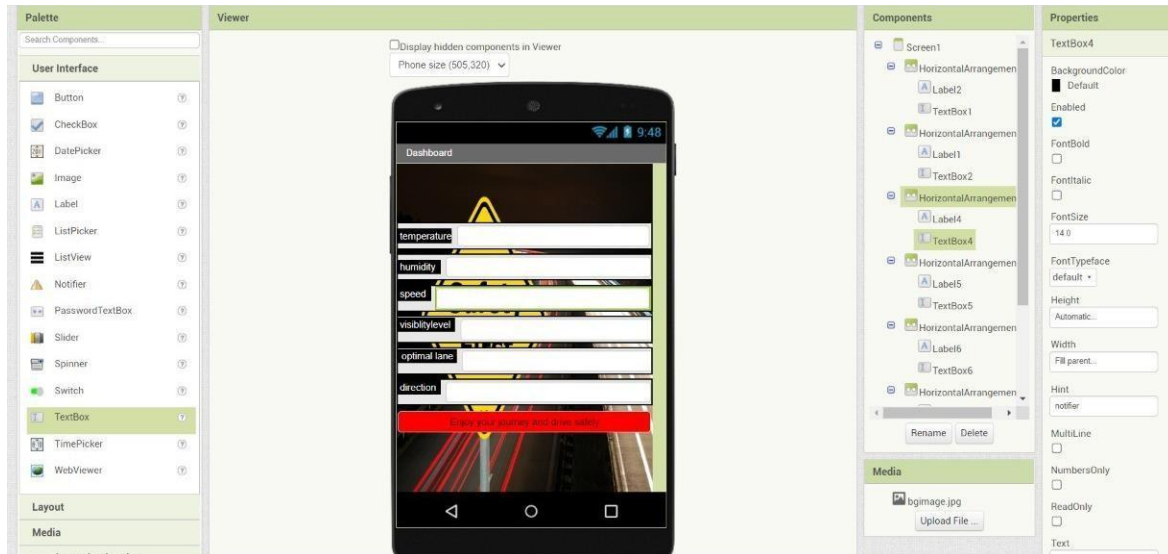 Palette
Search Components...
User Interface
Button
CheckBox
DatePicker
Image
Label
ListPicker
ListView
Notifier
PasswordTextBox
Slider
Spinner
Switch
TextBox
TimePicker
WebViewer
Layout
Media
Viewer
Display hidden components in Viewer
Phone size (505,320)
9:48
Dashboard
temperature
humidity
speed
visiblitylevel
optimal lane
direction
Enjoy your journey and drive safely
Components
Screen1
HorizontalArrangemen
Label2
TextBox1
HorizontalArrangemen
Label1
TextBox2
HorizontalArrangemen
Label4
TextBox4
HorizontalArrangemen
Label5
TextBox5
HorizontalArrangemen
Label6
TextBox6
HorizontalArrangemen
Rename Delete
Media
bgimage.jpg
Upload File ...
Properties
TextBox4
BackgroundColor
Default
Enabled
FontBold
FontItalic
FontSize
14.0
FontTypeface
default
Height
Automatic...
Width
Fill parent...
Hint
notifier
MultiLine
NumbersOnly
ReadOnly
Text